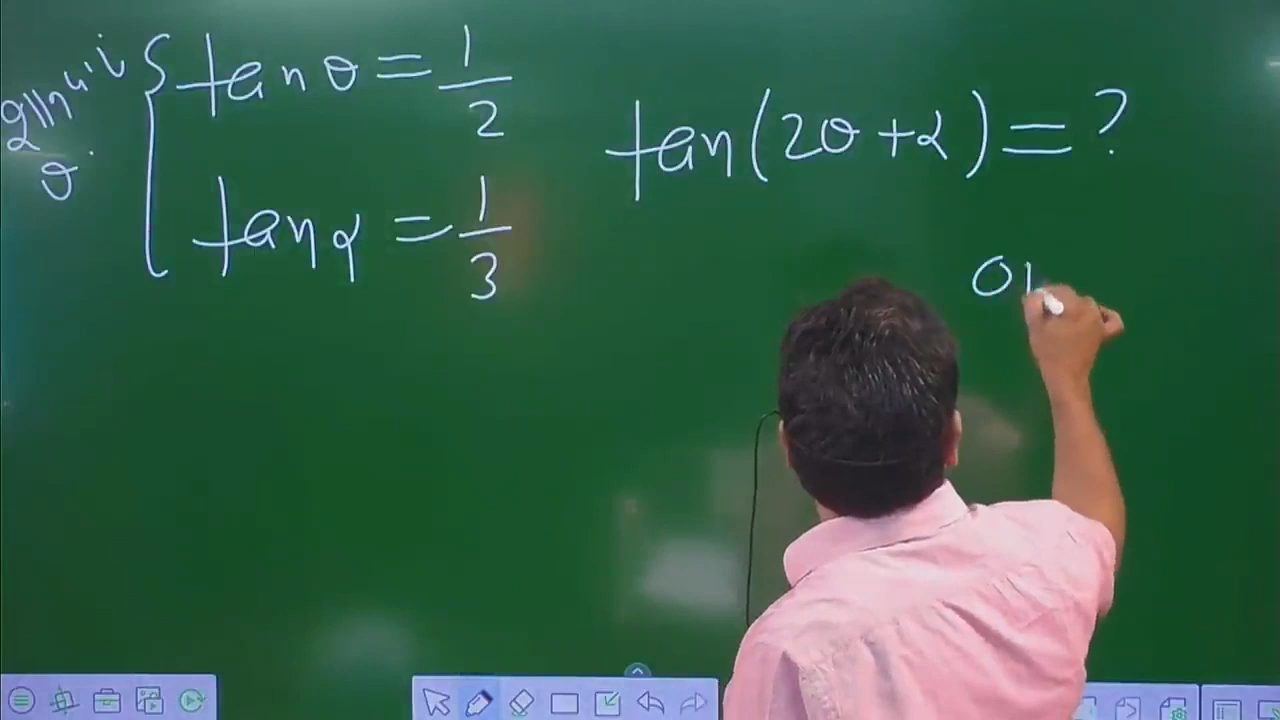 tan θ = 1/2
tan(2θ + α) = ?
tan α = 1/3